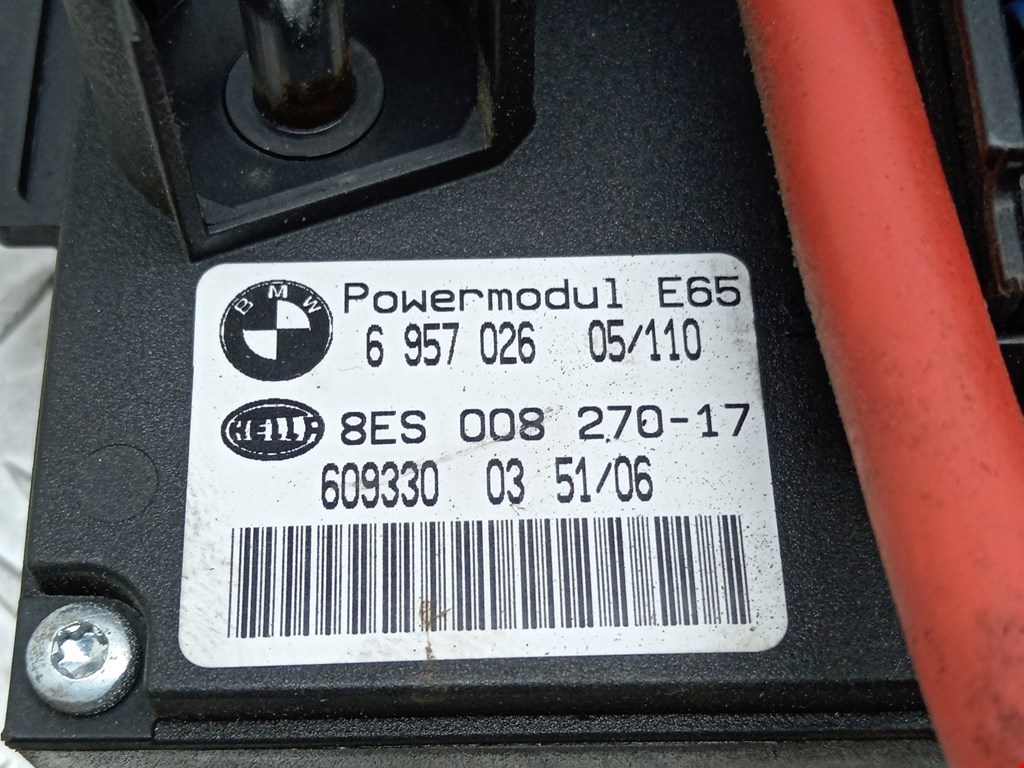 BMW
Powermodul E65
6 957 026 05/110
HELLA
8ES 008 270-17
609330 03 51/06